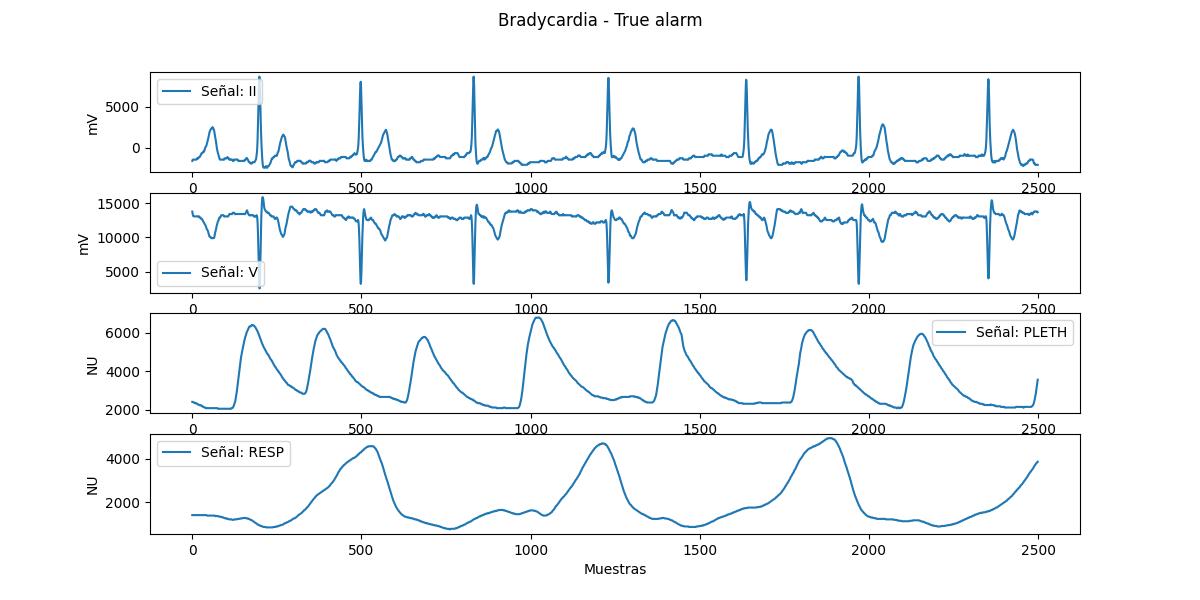 Bradycardia - True alarm
Señal: II
mV
5000
0
0 500 1000 1500 2000 2500
Señal: V
mV
15000
10000
5000
0 500 1000 1500 2000 2500
Señal: PLETH
NU
6000
4000
2000
0 500 1000 1500 2000 2500
Señal: RESP
NU
4000
2000
0 500 1000 1500 2000 2500
Muestras